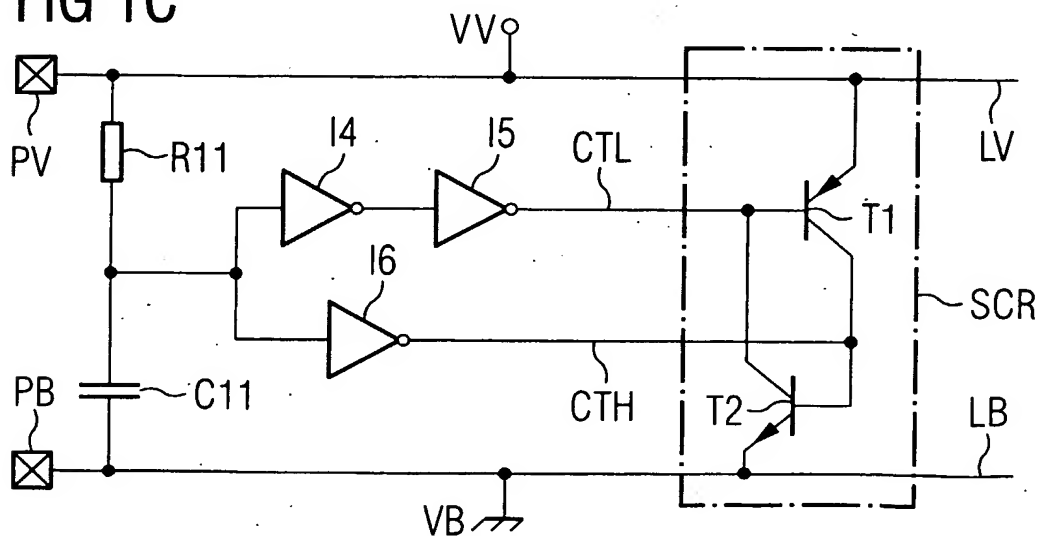 FIG 1C
VV
PV
R11
I4
I5
CTL
T1
LV
I6
SCR
PB
C11
CTH
T2
LB
VB